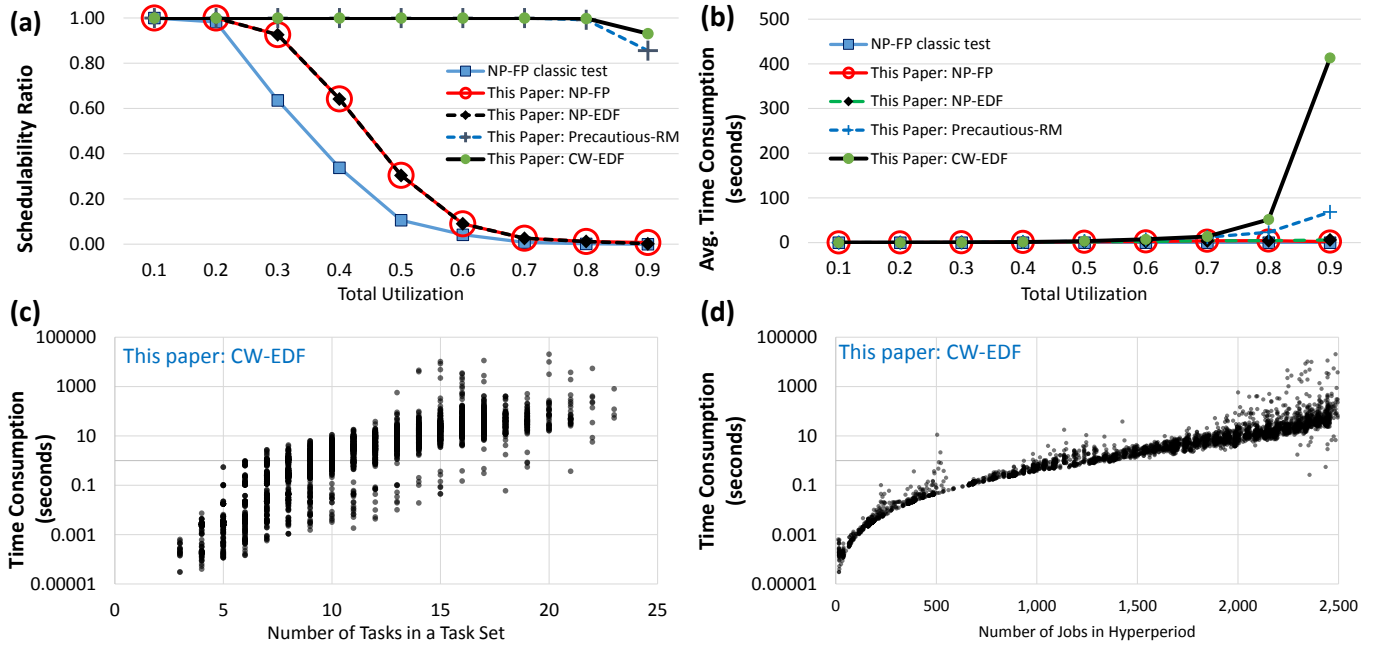 (a)
Schedulability Ratio
1.00
0.80
0.60
0.40
0.20
0.00
NP-FP classic test
This Paper: NP-FP
This Paper: NP-EDF
This Paper: Precautious-RM
This Paper: CW-EDF
0.1 0.2 0.3 0.4 0.5 0.6 0.7 0.8 0.9
Total Utilization
(b)
Avg. Time Consumption
(seconds)
500
400
300
200
100
0
NP-FP classic test
This Paper: NP-FP
This Paper: NP-EDF
This Paper: Precautious-RM
This Paper: CW-EDF
0.1 0.2 0.3 0.4 0.5 0.6 0.7 0.8 0.9
Total Utilization
(c)
Time Consumption
(seconds)
100000
1000
10
0.1
0.001
0.00001
This paper: CW-EDF
0 5 10 15 20 25
Number of Tasks in a Task Set
(d)
Time Consumption
(seconds)
100000
1000
10
0.1
0.001
0.00001
This paper: CW-EDF
0 500 1,000 1,500 2,000 2,500
Number of Jobs in Hyperperiod